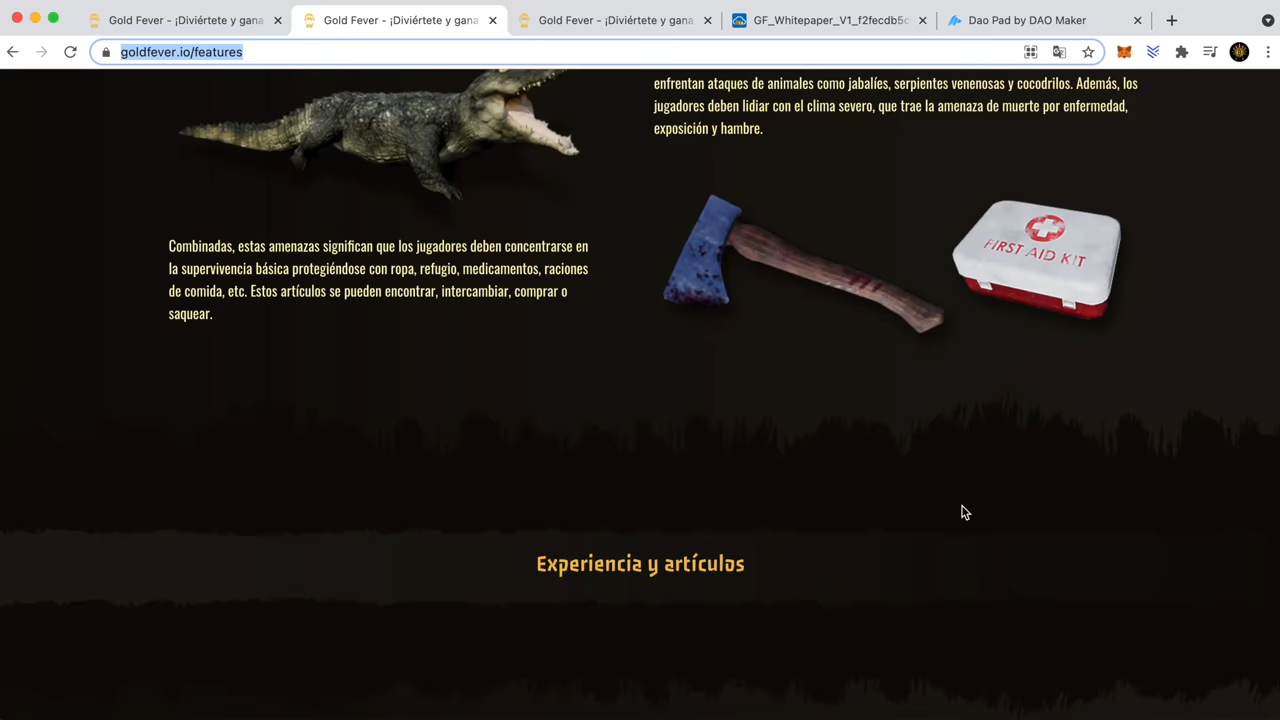 Gold Fever - ¡Diviértete y gana
Gold Fever - ¡Diviértete y gana
Gold Fever - ¡Diviértete y gana
GF_Whitepaper_V1_f2fecdb5c
Dao Pad by DAO Maker
goldfever.io/features
enfrentan ataques de animales como jabalíes, serpientes venenosas y cocodrilos. Además, los
jugadores deben lidiar con el clima severo, que trae la amenaza de muerte por enfermedad,
exposición y hambre.
FIRST AID KIT
Combinadas, estas amenazas significan que los jugadores deben concentrarse en
la supervivencia básica protegiéndose con ropa, refugio, medicamentos, raciones
de comida, etc. Estos artículos se pueden encontrar, intercambiar, comprar o
saquear.
Experiencia y artículos